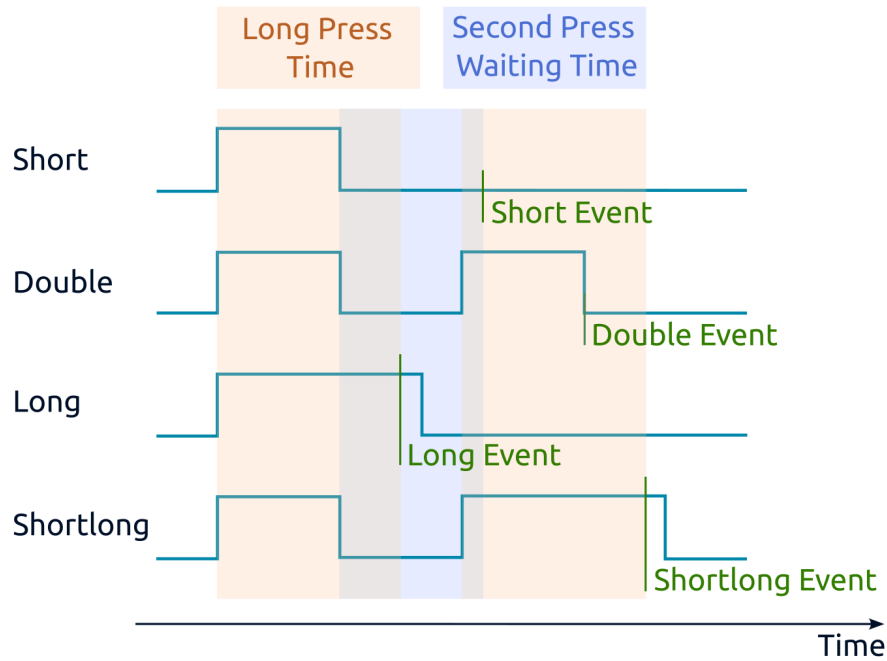 Long Press
Time
Second Press
Waiting Time
Short
Short Event
Double
Double Event
Long
Long Event
Shortlong
Shortlong Event
Time